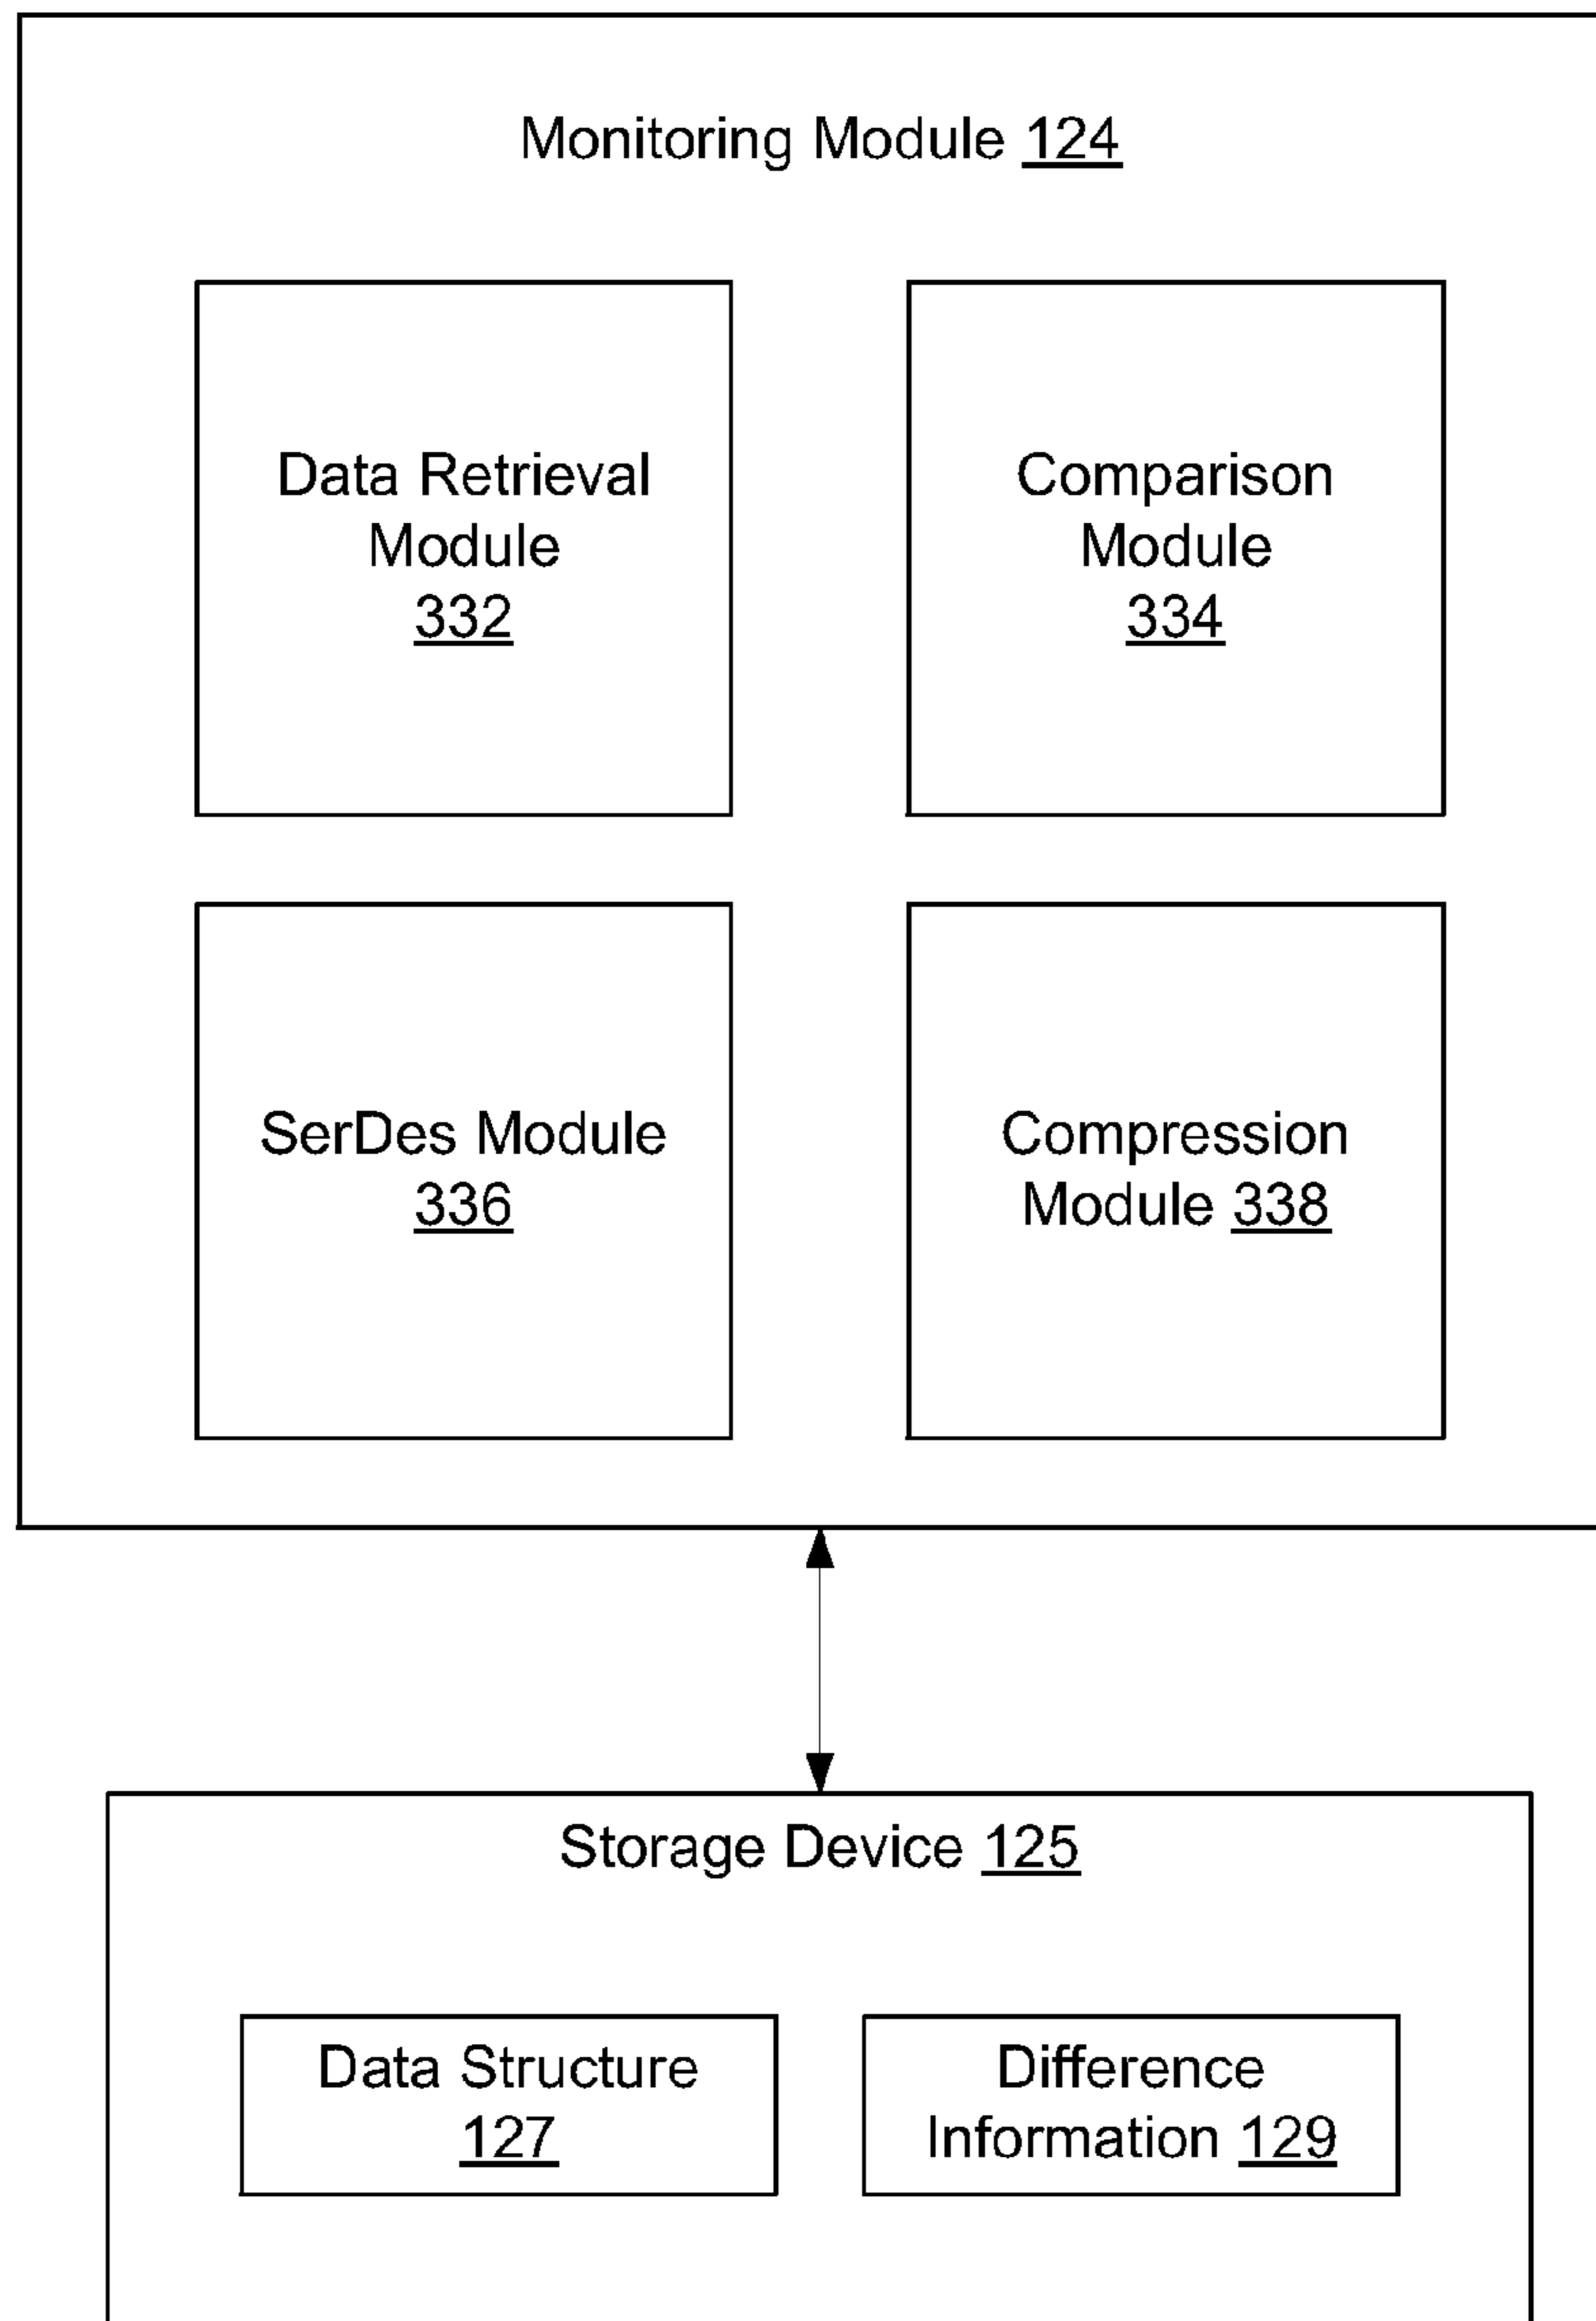 Monitoring Module 124
Data Retrieval
Module
332
Comparison
Module
334
SerDes Module
336
Compression
Module 338
Storage Device 125
Data Structure
127
Difference
Information 129